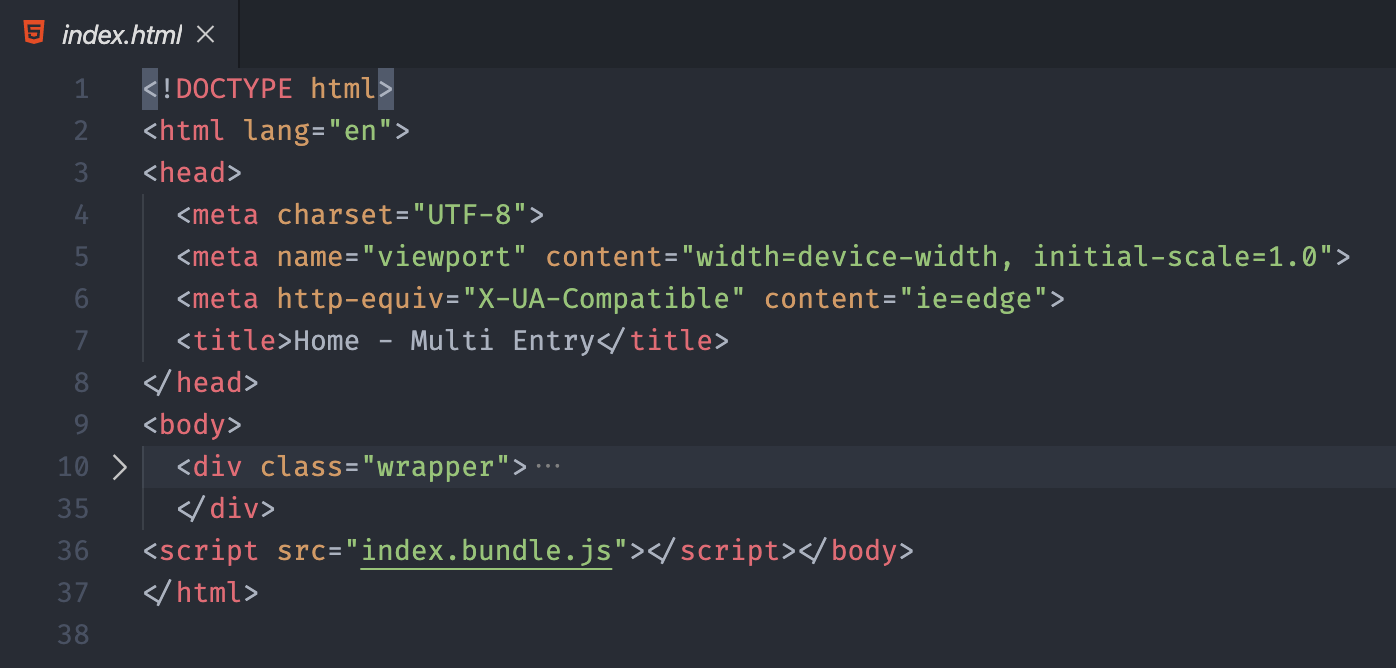 index.html
1 <!DOCTYPE html>
2 <html lang="en">
3 <head>
4   <meta charset="UTF-8">
5   <meta name="viewport" content="width=device-width, initial-scale=1.0">
6   <meta http-equiv="X-UA-Compatible" content="ie=edge">
7   <title>Home - Multi Entry</title>
8 </head>
9 <body>
10   <div class="wrapper">···
35   </div>
36 <script src="index.bundle.js"></script></body>
37 </html>
38